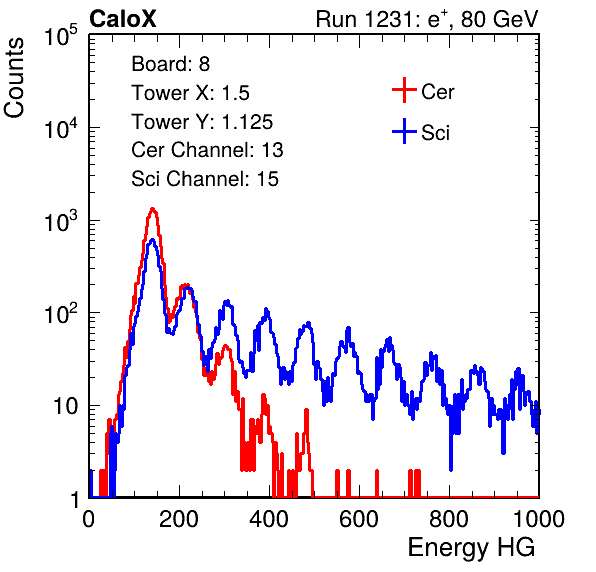 CaloX Run 1231: e⁺, 80 GeV
Counts
10⁵
10⁴
10³
10²
10
1
Board: 8
Tower X: 1.5
Tower Y: 1.125
Cer Channel: 13
Sci Channel: 15
Cer
Sci
0 200 400 600 800 1000
Energy HG